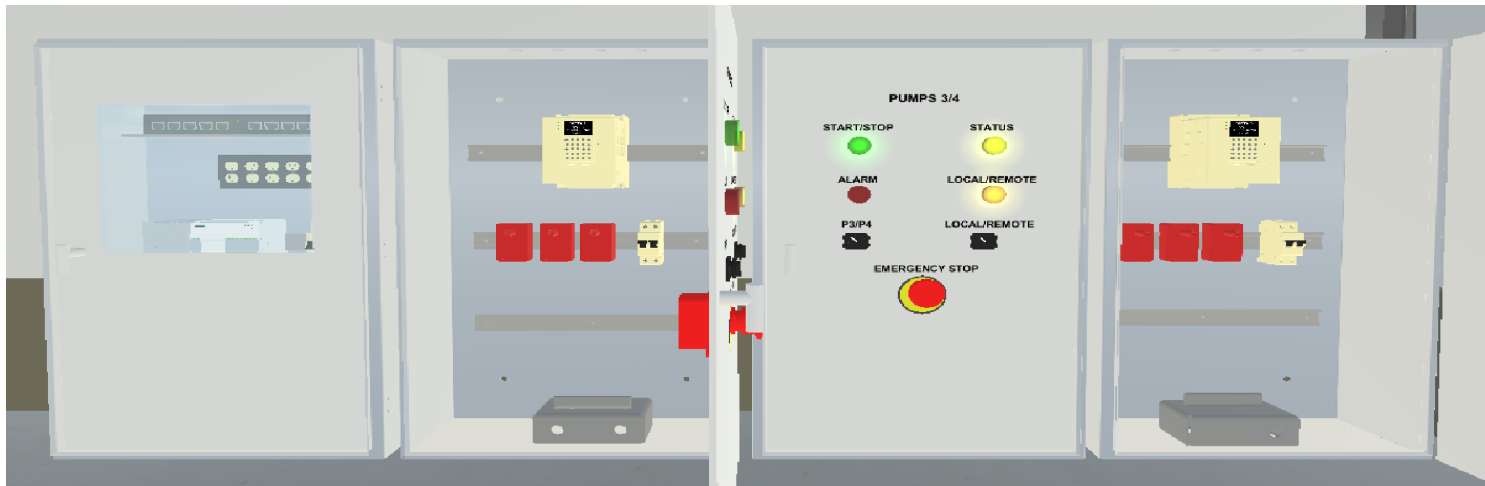 PUMPS 3/4
START/STOP STATUS
ALARM LOCAL/REMOTE
P3/P4 LOCAL/REMOTE
EMERGENCY STOP